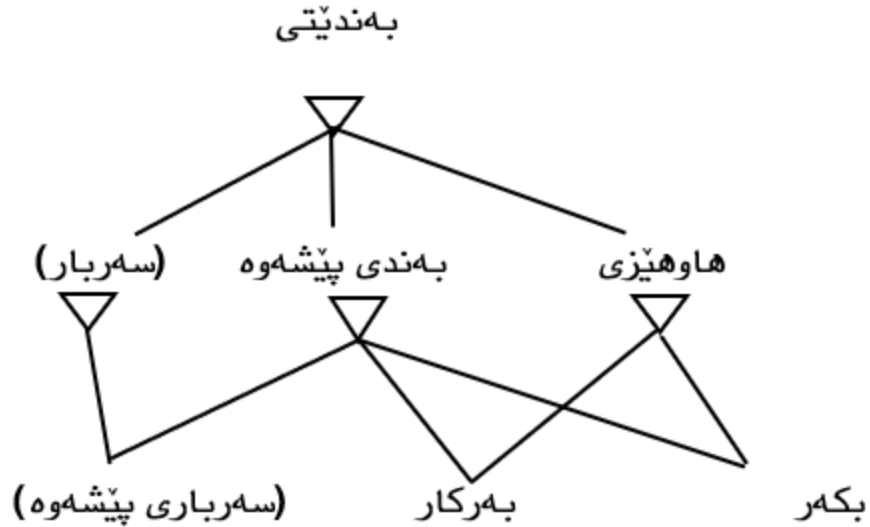 بەندێتی
هاوهێزی
بەندی پێشەوە
(سەربار)
بکەر
بەرکار
(سەرباری پێشەوە)